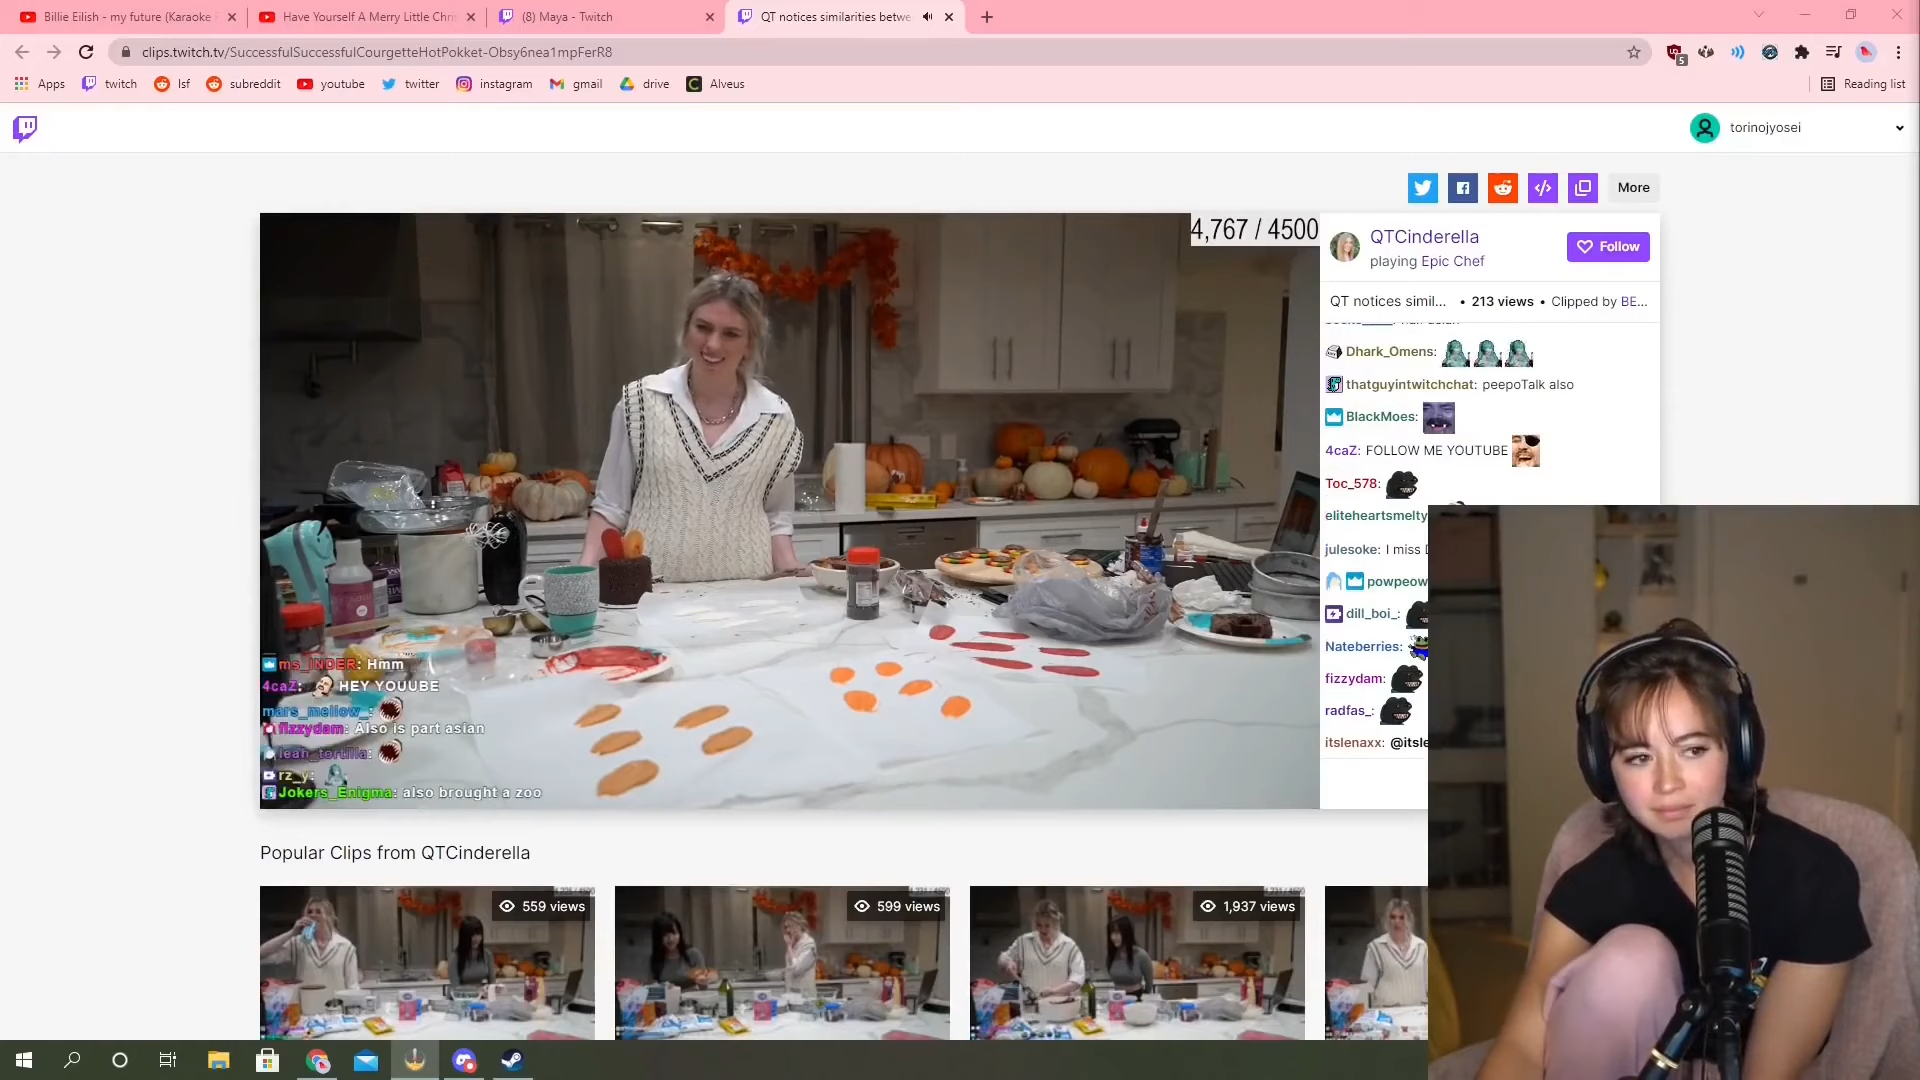 Billie Eilish - my future (Karaoke
Have Yourself A Merry Little Chri
(8) Maya - Twitch
QT notices similarities betwe
clips.twitch.tv/SuccessfulSuccessfulCourgetteHotPokket-Obsy6nea1mpFerR8
5
Apps
twitch
lsf
subreddit
youtube
twitter
instagram
gmail
drive
Alveus
Reading list
torinojyosei
More
4,767 / 4500
QTCinderella
playing Epic Chef
Follow
QT notices simil... • 213 views • Clipped by BE...
Dhark_Omens:
thatguyintwitchchat: peepoTalk also
BlackMoes:
4caZ: FOLLOW ME YOUTUBE
Toc_578:
eliteheartsmelty
julesoke: I miss
powpeow
dill_boi_:
Nateberries:
fizzydam:
radfas_:
itslenaxx: @itsle
ms_INDER: Hmm
4caZ: HEY YOUUBE
mars_mellow_:
fizzydam: Also is part asian
leah_tortilla:
rz_y:
Jokers_Enigma: also brought a zoo
Popular Clips from QTCinderella
559 views
599 views
1,937 views